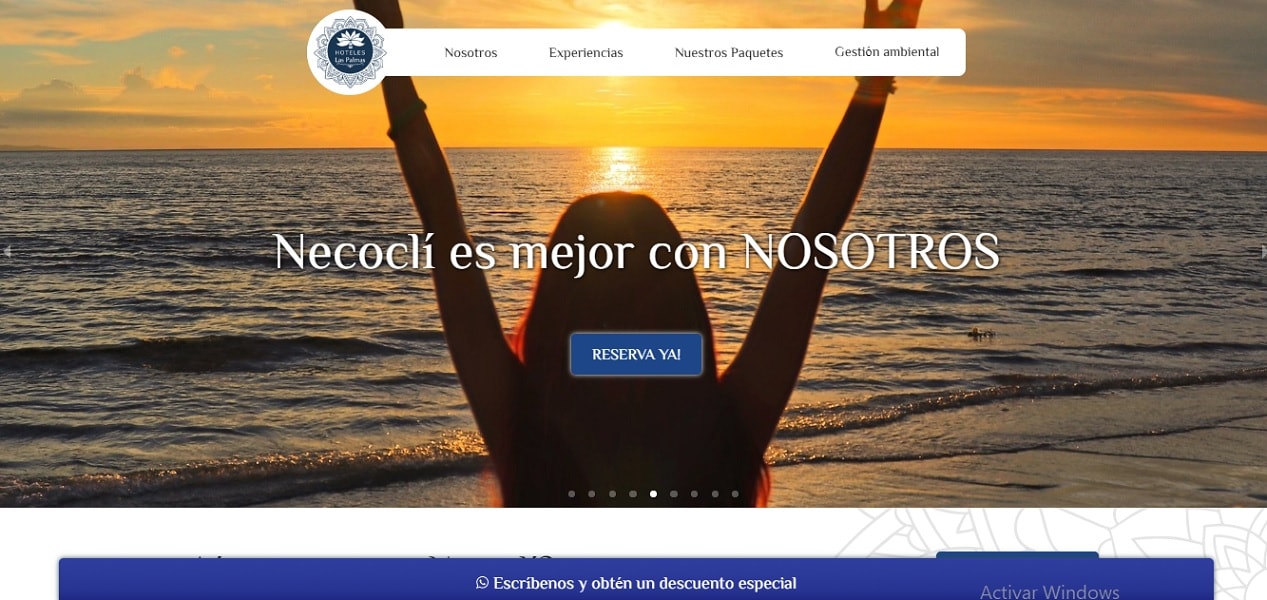 HOTELES
Las Palmas
Nosotros
Experiencias
Nuestros Paquetes
Gestión ambiental
Necoclí es mejor con NOSOTROS
RESERVA YA!
Escríbenos y obtén un descuento especial
Activar Windows